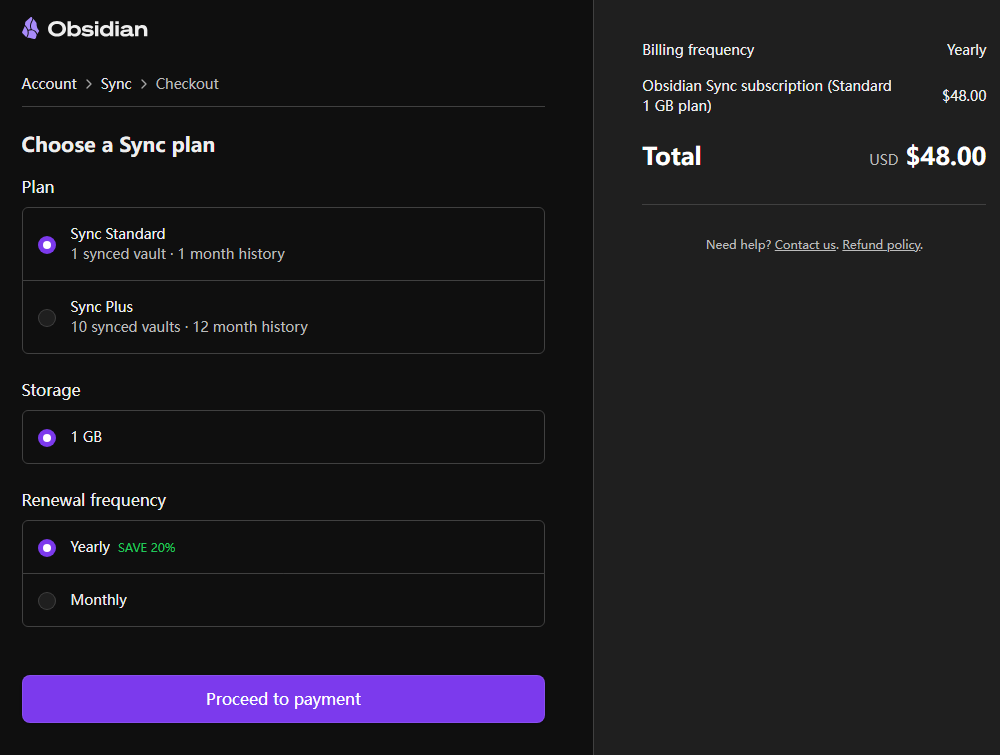 Obsidian
Account > Sync > Checkout
Choose a Sync plan
Plan
Sync Standard
1 synced vault · 1 month history
Sync Plus
10 synced vaults · 12 month history
Storage
1 GB
Renewal frequency
Yearly SAVE 20%
Monthly
Proceed to payment
Billing frequency Yearly
Obsidian Sync subscription (Standard
1 GB plan) $48.00
Total USD $48.00
Need help? Contact us. Refund policy.